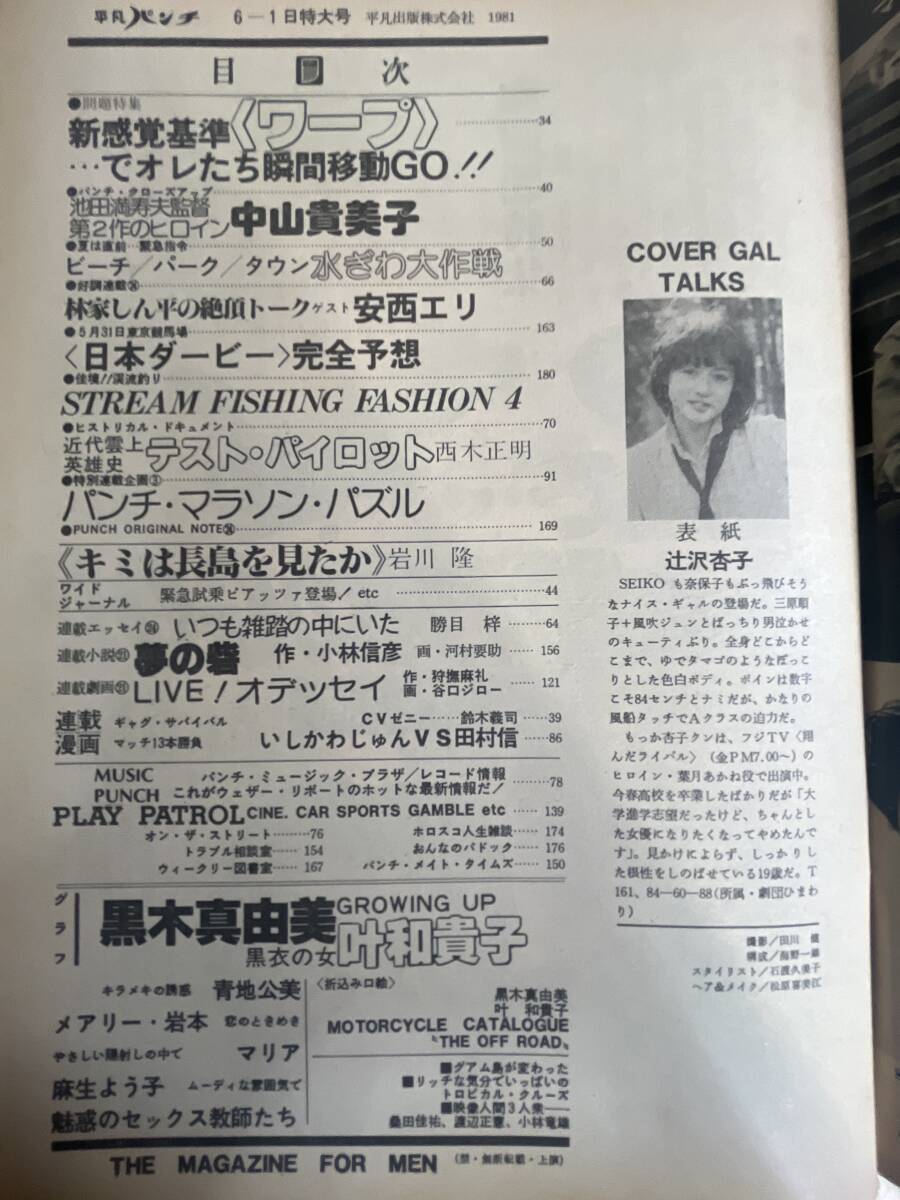 平凡パンチ 6-1日特大号 平凡出版株式会社 1981
目次
●問題特集
新感覚基準〈ワープ〉 34
…でオレたち瞬間移動GO.!!
●パンチ・クローズアップ 40
池田満寿夫監督
第2作のヒロイン 中山貴美子
●夏は直前…緊急指令 50
ビーチ/パーク/タウン水ぎわ大作戦
●好調連載 66
林家しん平の絶頂トーク ゲスト 安西エリ
●5月31日東京競馬場 163
〈日本ダービー〉完全予想
●佳境!!渓流釣り 180
STREAM FISHING FASHION 4
●ヒストリカル・ドキュメント 70
近代雲上
英雄史 テスト・パイロット 西木正明
●特別連載企画③ 91
パンチ・マラソン・パズル
●PUNCH ORIGINAL NOTE 169
《キミは長島を見たか》岩川 隆
ワイド
ジャーナル 緊急試乗ピアッツァ登場! etc 44
連載エッセイ いつも雑踏の中にいた 勝目 梓 64
連載小説 夢の砦 作・小林信彦 画・河村要助 156
連載劇画 LIVE!オデッセイ 作・狩撫麻礼 画・谷口ジロー 121
連載 ギャグ・サバイバル CVゼニー……鈴木義司……39
漫画 マッチ13本勝負 いしかわじゅんVS田村信……86
MUSIC パンチ・ミュージック・プラザ/レコード情報
PUNCH これがウェザー・リポートのホットな最新情報だ! 78
PLAY PATROL CINE. CAR SPORTS GAMBLE etc 139
オン・ザ・ストリート………76 ホロスコ人生雑談……174
トラブル相談室……154 おんなのパドック……176
ウィークリー図書室……167 パンチ・メイト・タイムズ……150
グラフ
黒木真由美 GROWING UP
黒衣の女 叶和貴子
キラメキの誘惑 青地公美
メアリー・岩本 恋のときめき
やさしい陽射しの中で マリア
麻生よう子 ムーディな雰囲気で
魅惑のセックス教師たち
〈折込み口絵〉
黒木真由美
叶 和貴子
MOTORCYCLE CATALOGUE
"THE OFF ROAD"
■グアム島が変わった
■リッチな気分でいっぱいの
トロピカル・クルーズ
■映像人間3人衆──
桑田佳祐、渡辺正憲、小林竜雄
THE MAGAZINE FOR MEN (禁・無断転載・上演)
COVER GAL
TALKS
表紙
辻沢杏子
SEIKOも奈保子もぶっ飛びそう
なナイス・ギャルの登場だ。三原順
子+風吹ジュンとばっちり男泣かせ
のキューティぶり。全身どこからど
こまで、ゆでタマゴのようなぽっこ
りとした色白ボディ。ボインは数字
こそ84センチとナミだが、かなりの
風船タッチでAクラスの迫力だ。
もっか杏子クンは、フジTV〈翔
んだライバル〉(金PM7.00〜)の
ヒロイン・葉月あかね役で出演中。
今春高校を卒業したばかりだが「大
学進学志望だったけど、ちゃんとし
た女優になりたくなってやめたんで
す」。見かけによらず、しっかりし
た根性をしのばせている19歳だ。T
161、84—60—88(所属・劇団ひまわ
り)
撮影/田川
構成/
スタイリスト/石渡久美子
ヘア&メイク/松原喜美江